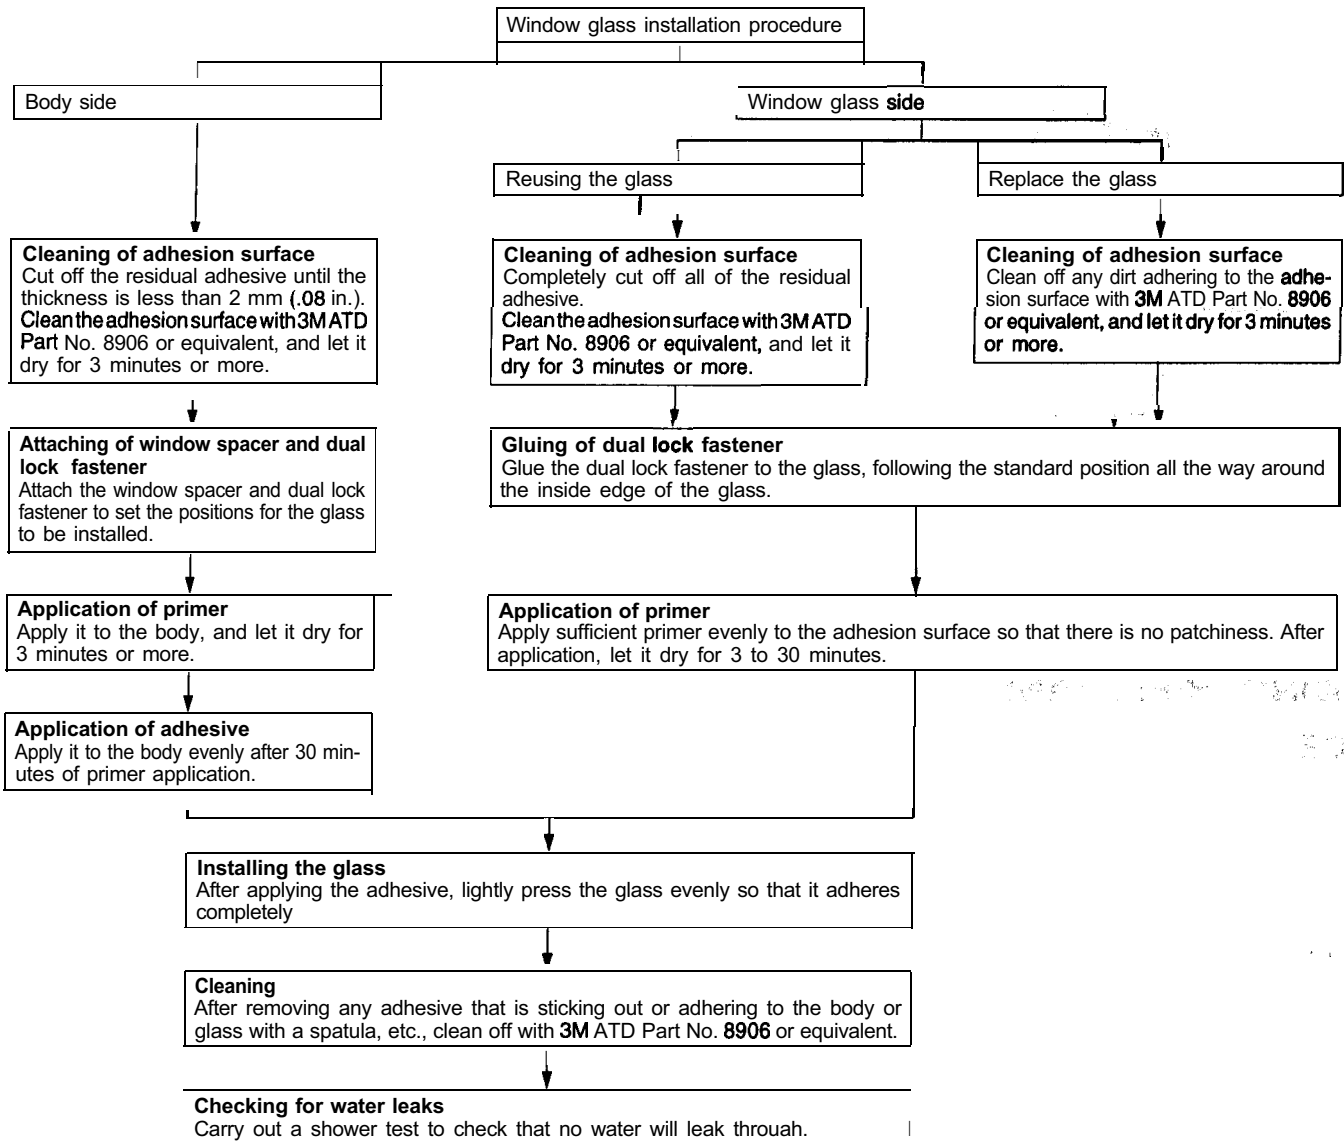 Window glass installation procedure
Body side
Window glass side
Reusing the glass
Replace the glass
Cleaning of adhesion surface
Cut off the residual adhesive until the
thickness is less than 2 mm (.08 in.).
Clean the adhesion surface with 3M ATD
Part No. 8906 or equivalent, and let it
dry for 3 minutes or more.
Cleaning of adhesion surface
Completely cut off all of the residual
adhesive.
Clean the adhesion surface with 3M ATD
Part No. 8906 or equivalent, and let it
dry for 3 minutes or more.
Cleaning of adhesion surface
Clean off any dirt adhering to the adhe-
sion surface with 3M ATD Part No. 8906
or equivalent, and let it dry for 3 minutes
or more.
Attaching of window spacer and dual
lock fastener
Attach the window spacer and dual lock
fastener to set the positions for the glass
to be installed.
Gluing of dual lock fastener
Glue the dual lock fastener to the glass, following the standard position all the way around
the inside edge of the glass.
Application of primer
Apply it to the body, and let it dry for
3 minutes or more.
Application of primer
Apply sufficient primer evenly to the adhesion surface so that there is no patchiness. After
application, let it dry for 3 to 30 minutes.
Application of adhesive
Apply it to the body evenly after 30 min-
utes of primer application.
Installing the glass
After applying the adhesive, lightly press the glass evenly so that it adheres
completely
Cleaning
After removing any adhesive that is sticking out or adhering to the body or
glass with a spatula, etc., clean off with 3M ATD Part No. 8906 or equivalent.
Checking for water leaks
Carry out a shower test to check that no water will leak throuah.